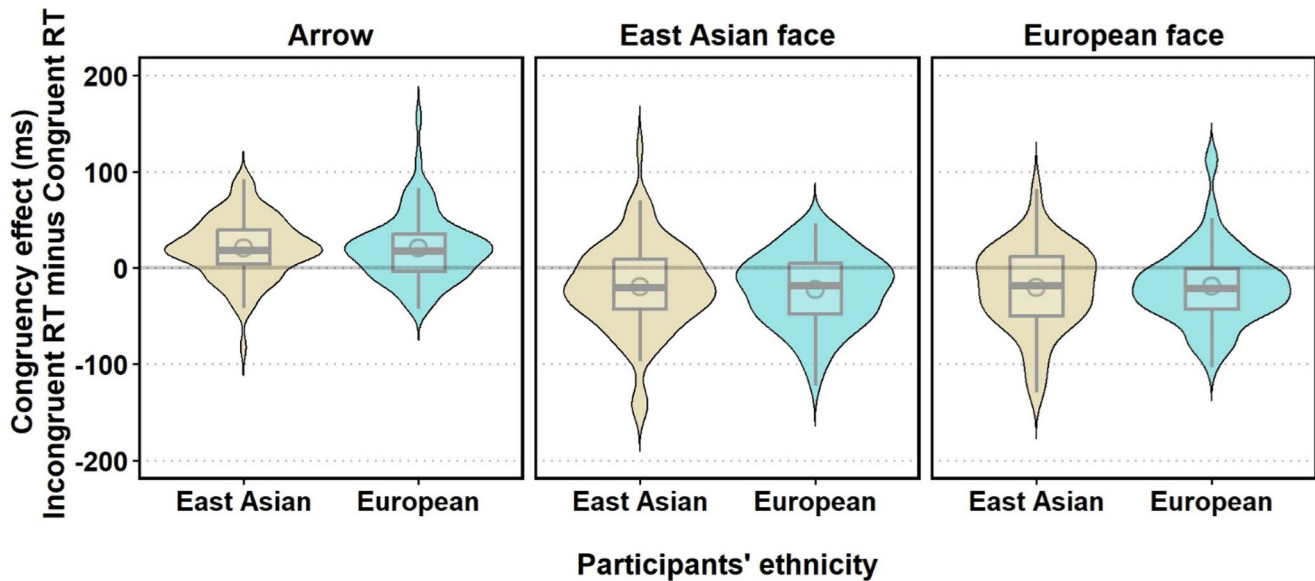 Arrow
East Asian face
European face
Congruency effect (ms)
Incongruent RT minus Congruent RT
200
100
0
-100
-200
East Asian
European
East Asian
European
East Asian
European
Participants' ethnicity